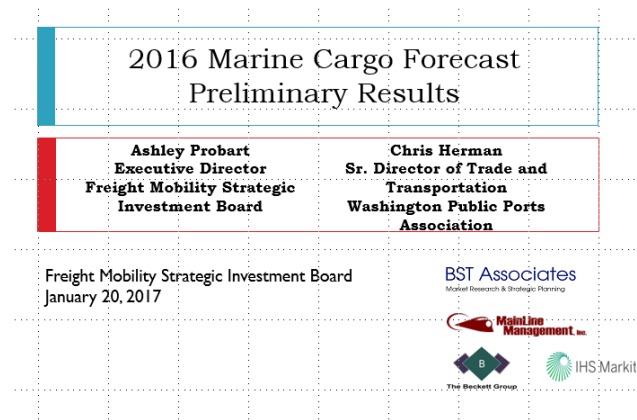 2016 Marine Cargo Forecast
Preliminary Results
Ashley Probart
Executive Director
Freight Mobility Strategic
Investment Board
Chris Herman
Sr. Director of Trade and
Transportation
Washington Public Ports
Association
Freight Mobility Strategic Investment Board
January 20, 2017
BST Associates
Market Research & Strategic Planning
MainLine
Management, Inc.
B
The Beckett Group
IHS Markit